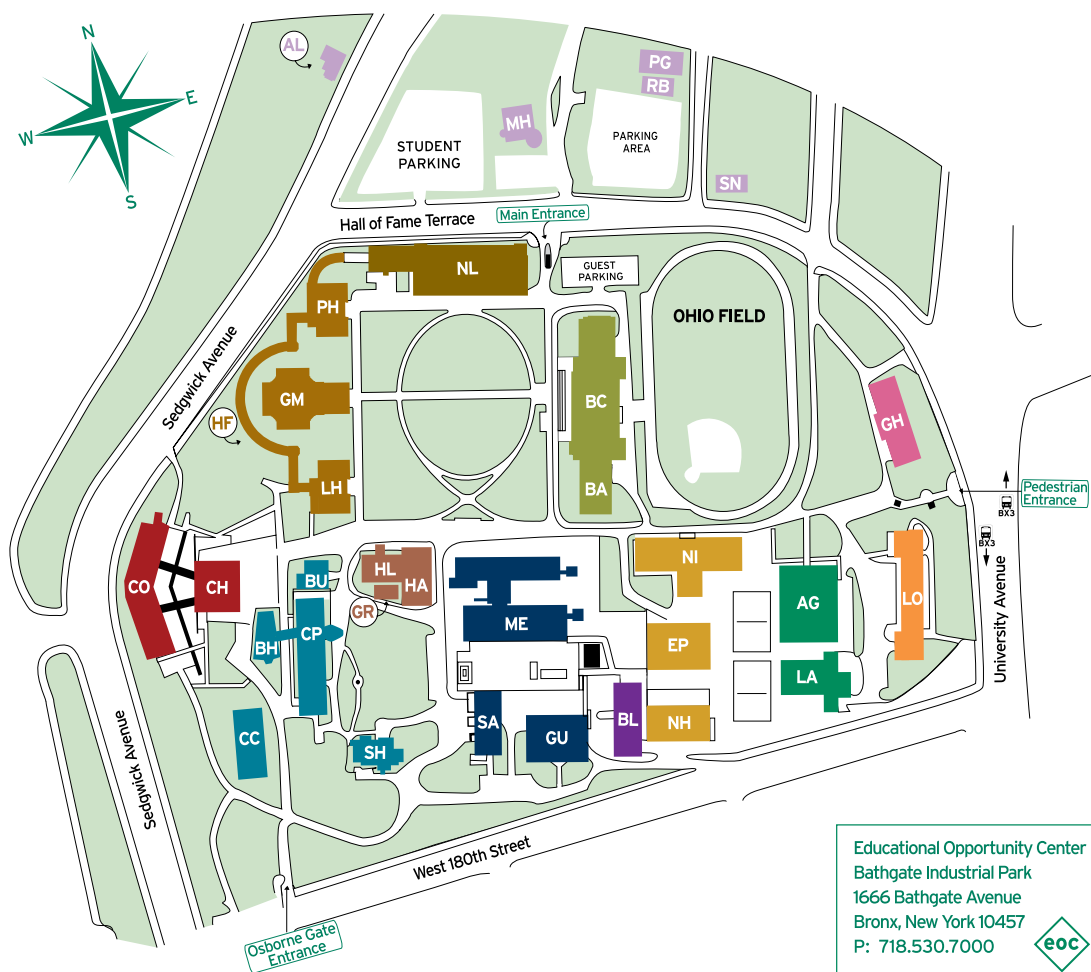 N
E
W
S
AL
PG
RB
MH
STUDENT
PARKING
PARKING
AREA
SN
Hall of Fame Terrace
Main Entrance
NL
GUEST
PARKING
PH
OHIO FIELD
Sedgwick Avenue
GM
BC
HF
GH
LH
BA
Pedestrian
Entrance
BX3
BX3
CO
CH
BU
HL
HA
NI
GR
AG
LO
BH
CP
ME
EP
University Avenue
LA
CC
SH
SA
GU
BL
NH
Sedgwick Avenue
West 180th Street
Osborne Gate
Entrance
Educational Opportunity Center
Bathgate Industrial Park
1666 Bathgate Avenue
Bronx, New York 10457
P: 718.530.7000
eoc